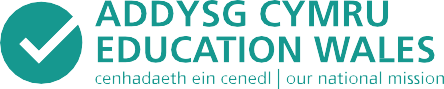 ADDYSG CYMRU
EDUCATION WALES
cenhadaeth ein cenedl | our national mission